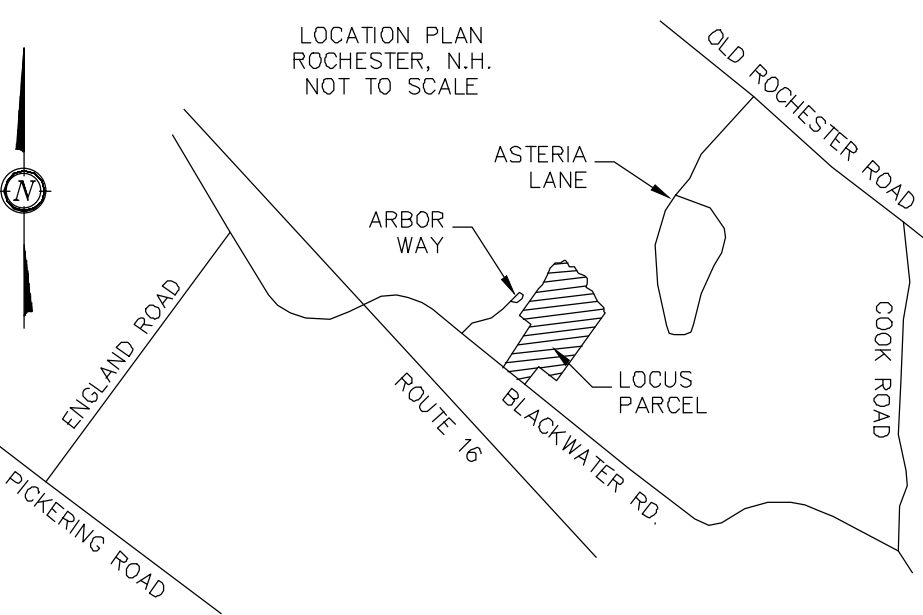 LOCATION PLAN
ROCHESTER, N.H.
NOT TO SCALE
OLD ROCHESTER ROAD
ASTERIA
LANE
N
ARBOR
WAY
ENGLAND ROAD
COOK ROAD
LOCUS
PARCEL
ROUTE 16
BLACKWATER RD.
PICKERING ROAD